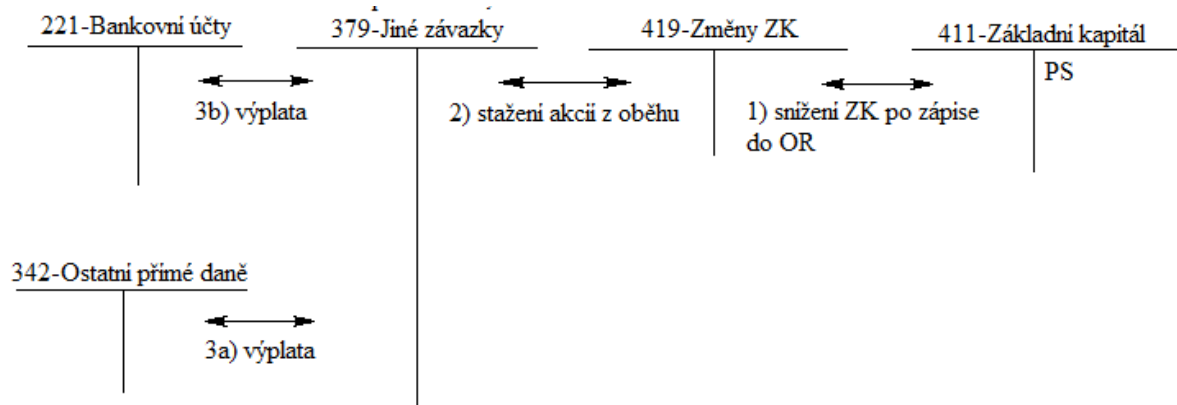 221-Bankovní účty
379-Jiné závazky
419-Změny ZK
411-Základní kapitál
PS
3b) výplata
2) stažení akcií z oběhu
1) snížení ZK po zápise
do OR
342-Ostatní přímé daně
3a) výplata